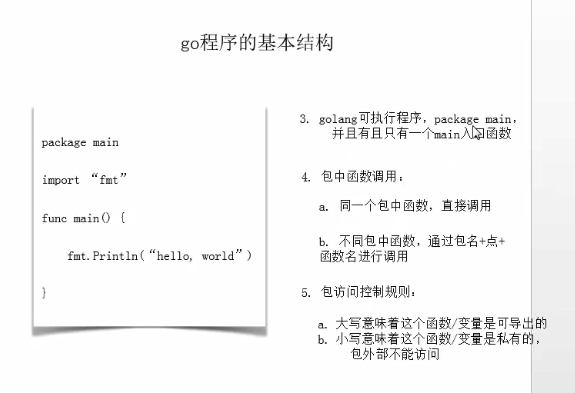 go程序的基本结构
package main
import “fmt”
func main() {
fmt.Println(“hello, world”)
}
3. golang可执行程序，package main，
并且有且只有一个main入口函数
4. 包中函数调用：
a. 同一个包中函数，直接调用
b. 不同包中函数，通过包名+点+
函数名进行调用
5. 包访问控制规则：
a. 大写意味着这个函数/变量是可导出的
b. 小写意味着这个函数/变量是私有的，
包外部不能访问